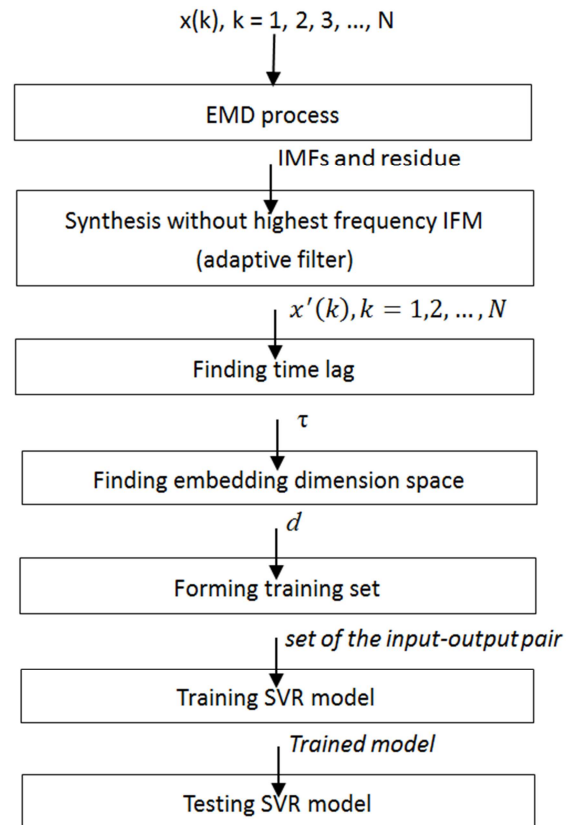 x(k), k = 1, 2, 3, ..., N
EMD process
IMFs and residue
Synthesis without highest frequency IFM
(adaptive filter)
x′(k), k = 1,2, ..., N
Finding time lag
τ
Finding embedding dimension space
d
Forming training set
set of the input-output pair
Training SVR model
Trained model
Testing SVR model